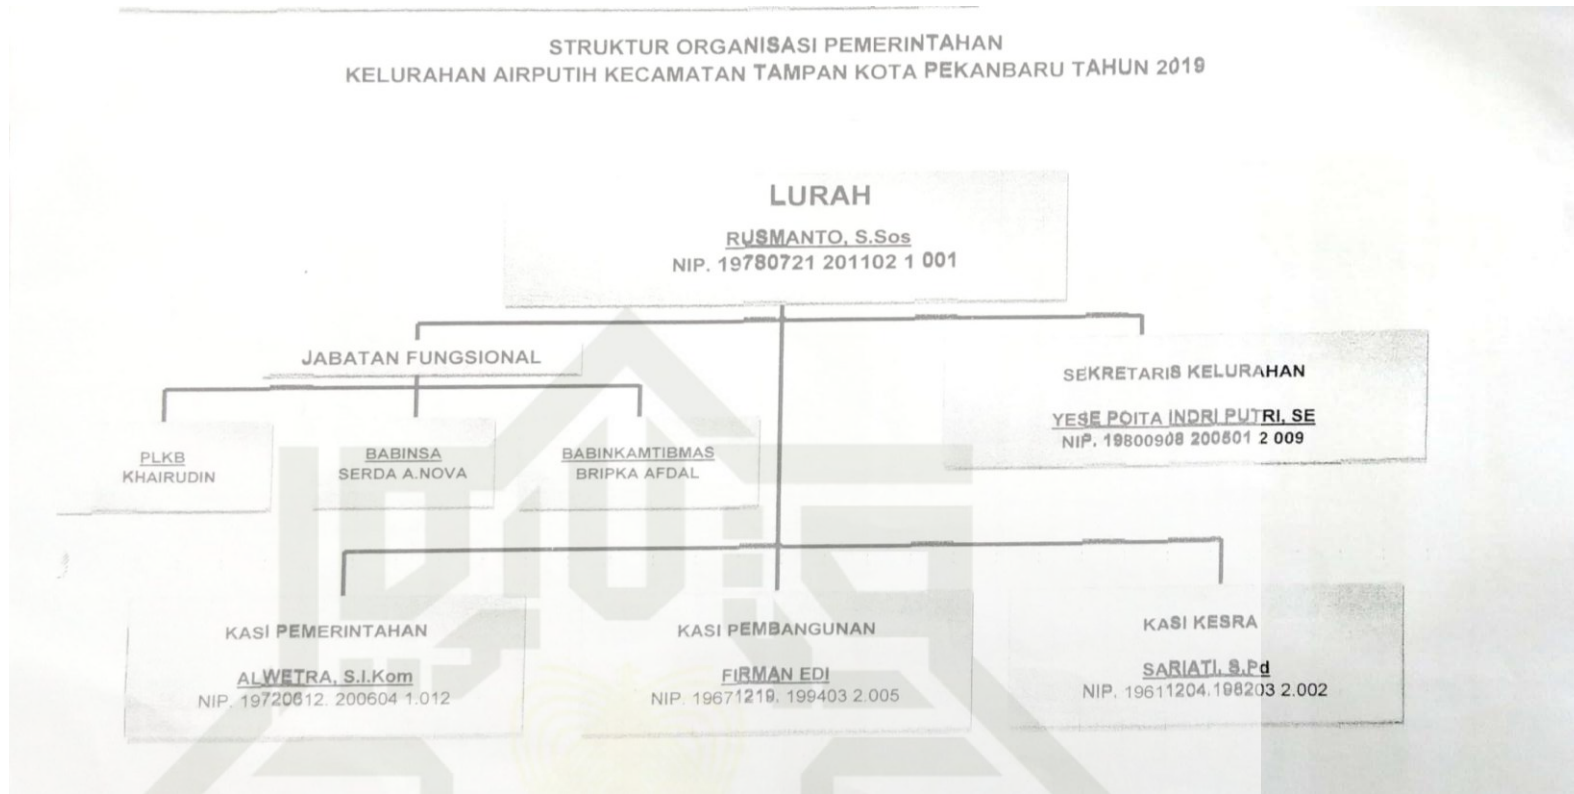 STRUKTUR ORGANISASI PEMERINTAHAN
KELURAHAN AIRPUTIH KECAMATAN TAMPAN KOTA PEKANBARU TAHUN 2019
LURAH
RUSMANTO, S.Sos
NIP. 19780721 201102 1 001
JABATAN FUNGSIONAL
SEKRETARIS KELURAHAN
YESE POITA INDRI PUTRI, SE
NIP. 19800908 200501 2 009
PLKB
KHAIRUDIN
BABINSA
SERDA A.NOVA
BABINKAMTIBMAS
BRIPKA AFDAL
KASI PEMERINTAHAN
ALWETRA, S.I.Kom
NIP. 19720612. 200604 1.012
KASI PEMBANGUNAN
FIRMAN EDI
NIP. 19671219. 199403 2.005
KASI KESRA
SARIATI, S.Pd
NIP. 19611204.198203 2.002